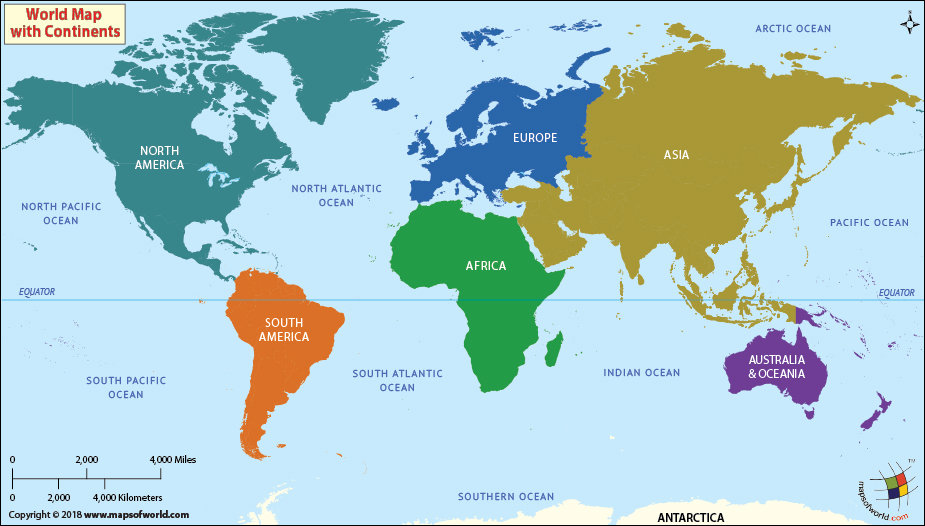 World Map
with Continents
ARCTIC OCEAN
NORTH
AMERICA
EUROPE
ASIA
NORTH ATLANTIC
OCEAN
NORTH PACIFIC
OCEAN
PACIFIC OCEAN
AFRICA
EQUATOR
EQUATOR
SOUTH
AMERICA
AUSTRALIA
& OCEANIA
SOUTH PACIFIC
OCEAN
SOUTH ATLANTIC
OCEAN
INDIAN OCEAN
0 2,000 4,000 Miles
0 2,000 4,000 Kilometers
SOUTHERN OCEAN
ANTARCTICA
Copyright © 2018 www.mapsofworld.com
mapsofworld.com
TM